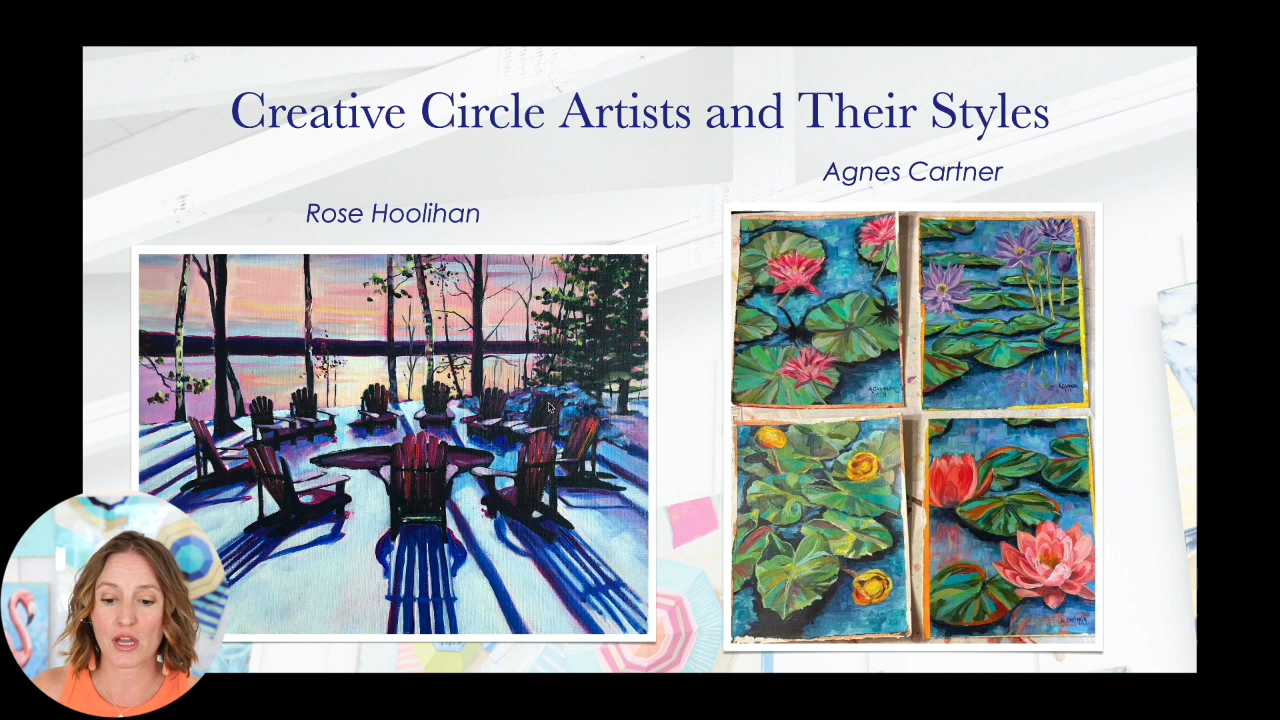 Creative Circle Artists and Their Styles
Agnes Cartner
Rose Hoolihan